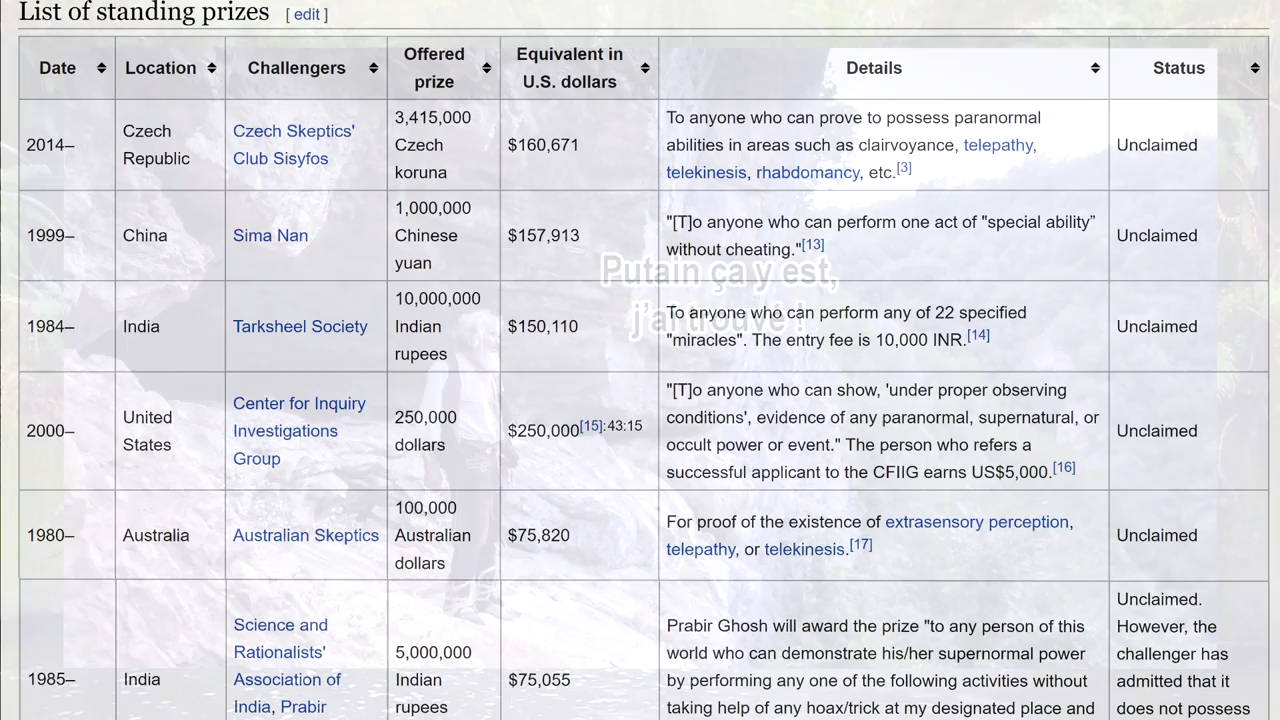 List of standing prizes [ edit ]
Date
Location
Challengers
Offered
prize
Equivalent in
U.S. dollars
Details
Status
2014–
Czech
Republic
Czech Skeptics'
Club Sisyfos
3,415,000
Czech
koruna
$160,671
To anyone who can prove to possess paranormal
abilities in areas such as clairvoyance, telepathy,
telekinesis, rhabdomancy, etc.[3]
Unclaimed
1999–
China
Sima Nan
1,000,000
Chinese
yuan
$157,913
"[T]o anyone who can perform one act of "special ability”
without cheating."[13]
Unclaimed
Putain ça y est,
j'ai trouvé !
1984–
India
Tarksheel Society
10,000,000
Indian
rupees
$150,110
To anyone who can perform any of 22 specified
"miracles". The entry fee is 10,000 INR.[14]
Unclaimed
2000–
United
States
Center for Inquiry
Investigations
Group
250,000
dollars
$250,000[15]:43:15
"[T]o anyone who can show, 'under proper observing
conditions', evidence of any paranormal, supernatural, or
occult power or event." The person who refers a
successful applicant to the CFIIG earns US$5,000.[16]
Unclaimed
1980–
Australia
Australian Skeptics
100,000
Australian
dollars
$75,820
For proof of the existence of extrasensory perception,
telepathy, or telekinesis.[17]
Unclaimed
1985–
India
Science and
Rationalists'
Association of
India, Prabir
5,000,000
Indian
rupees
$75,055
Prabir Ghosh will award the prize "to any person of this
world who can demonstrate his/her supernormal power
by performing any one of the following activities without
taking help of any hoax/trick at my designated place and
Unclaimed.
However, the
challenger has
admitted that it
does not possess